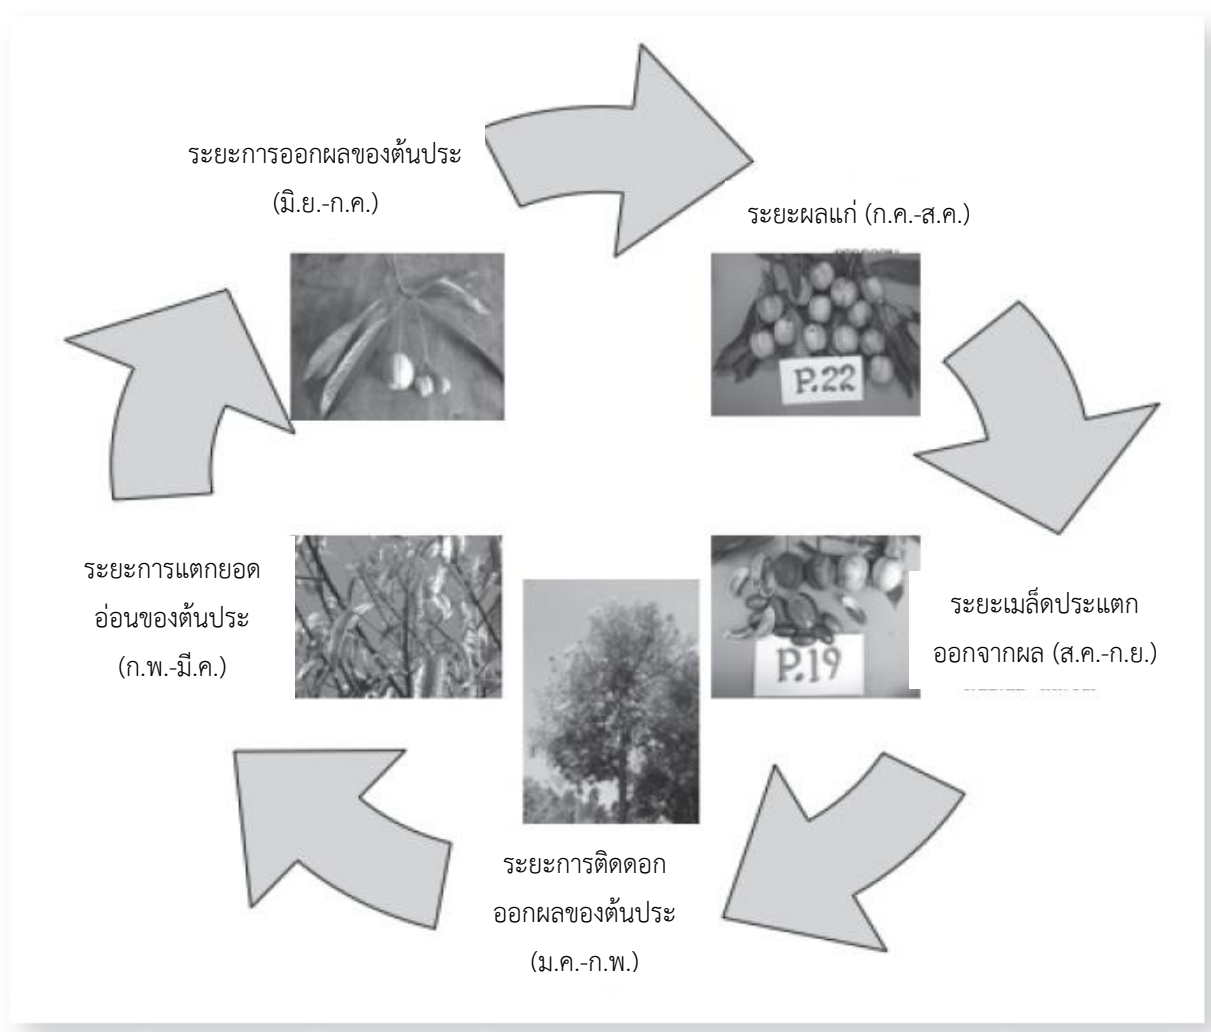 ระยะการออกผลของต้นประ
(มิ.ย.-ก.ค.)
ระยะผลแก่ (ก.ค.-ส.ค.)
P.22
ระยะการแตกยอด
อ่อนของต้นประ
(ก.พ.-มี.ค.)
P.19
ระยะเมล็ดประแตก
ออกจากผล (ส.ค.-ก.ย.)
ระยะการติดดอก
ออกผลของต้นประ
(ม.ค.-ก.พ.)